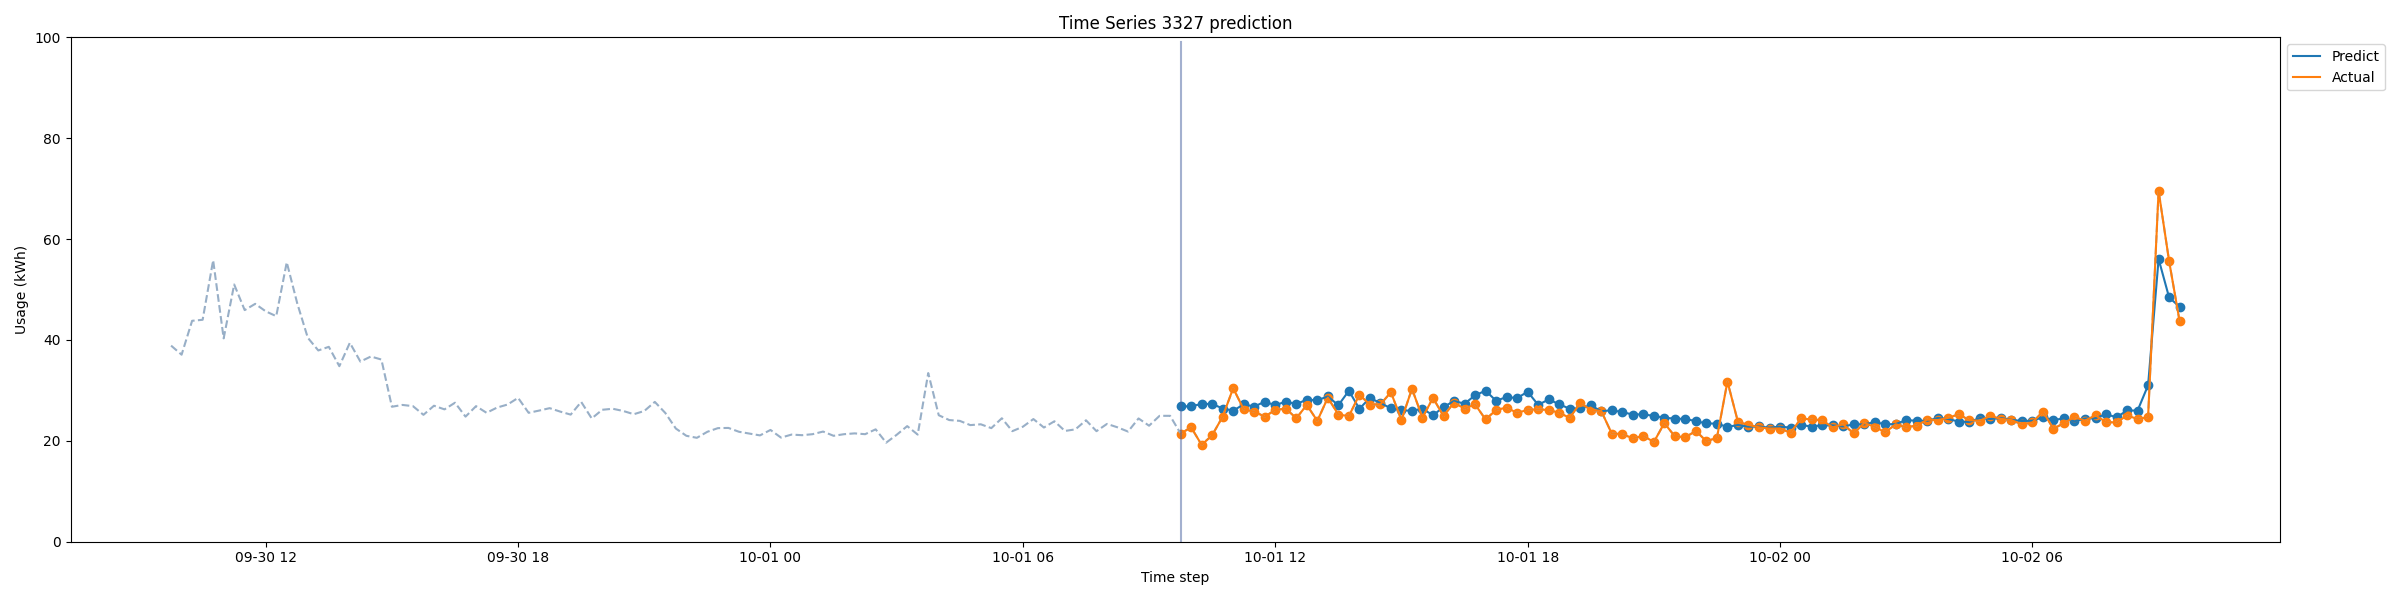 Time Series 3327 prediction
Usage (kWh)
100
80
60
40
20
0
09-30 12
09-30 18
10-01 00
10-01 06
10-01 12
10-01 18
10-02 00
10-02 06
Time step
Predict
Actual